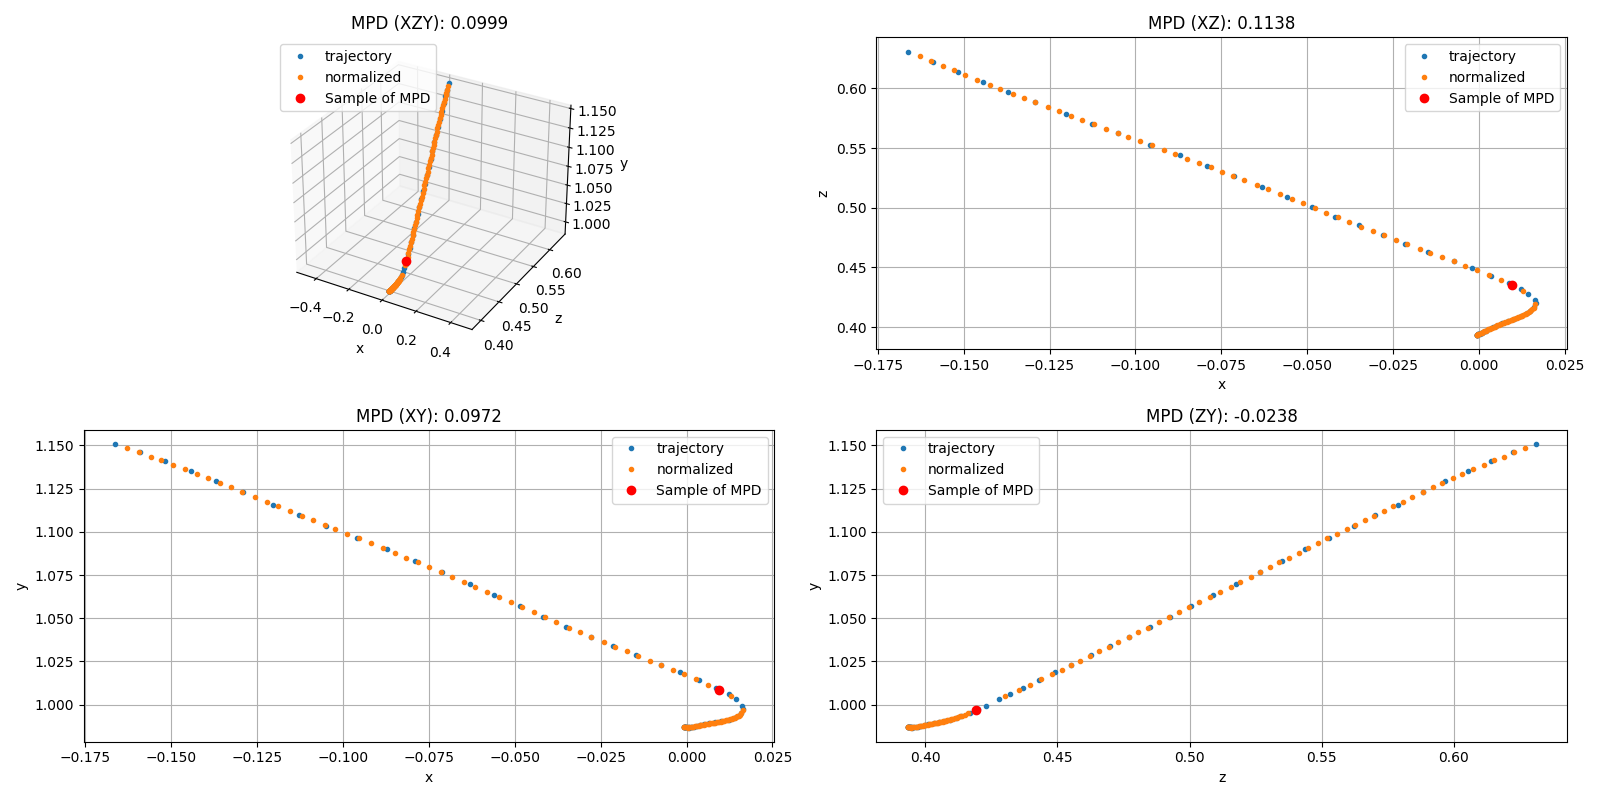 MPD (XZY): 0.0999
trajectory
normalized
Sample of MPD
1.150
1.125
1.100
1.075
1.050
1.025
1.000
y
−0.4
−0.2
0.0
0.2
0.4
x
0.40
0.45
0.50
0.55
0.60
z
MPD (XZ): 0.1138
trajectory
normalized
Sample of MPD
0.60
0.55
0.50
0.45
0.40
z
−0.175 −0.150 −0.125 −0.100 −0.075 −0.050 −0.025 0.000 0.025
x
MPD (XY): 0.0972
trajectory
normalized
Sample of MPD
1.150
1.125
1.100
1.075
1.050
1.025
1.000
y
−0.175 −0.150 −0.125 −0.100 −0.075 −0.050 −0.025 0.000 0.025
x
MPD (ZY): -0.0238
trajectory
normalized
Sample of MPD
1.150
1.125
1.100
1.075
1.050
1.025
1.000
y
0.40 0.45 0.50 0.55 0.60
z